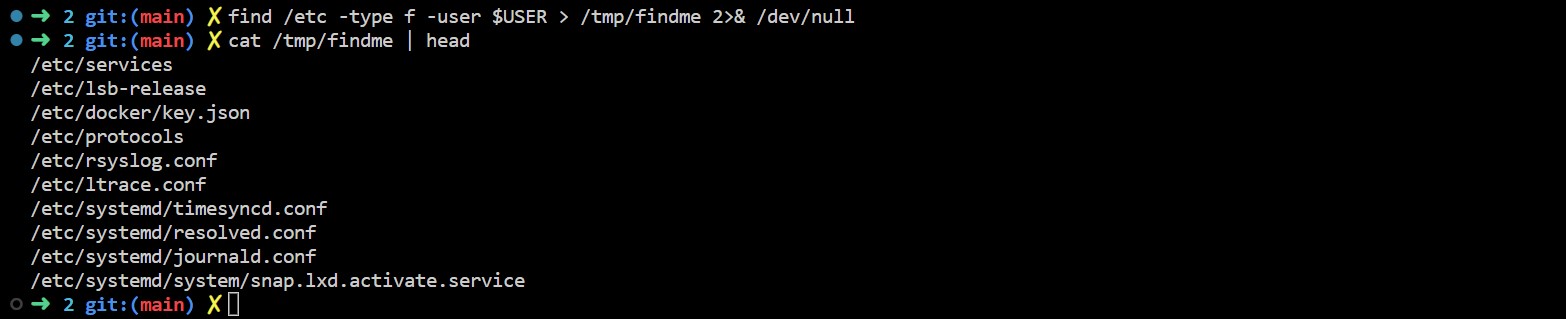 ➜ 2 git:(main) ✗ find /etc -type f -user $USER > /tmp/findme 2>& /dev/null
➜ 2 git:(main) ✗ cat /tmp/findme | head
/etc/services
/etc/lsb-release
/etc/docker/key.json
/etc/protocols
/etc/rsyslog.conf
/etc/ltrace.conf
/etc/systemd/timesyncd.conf
/etc/systemd/resolved.conf
/etc/systemd/journald.conf
/etc/systemd/system/snap.lxd.activate.service
➜ 2 git:(main) ✗